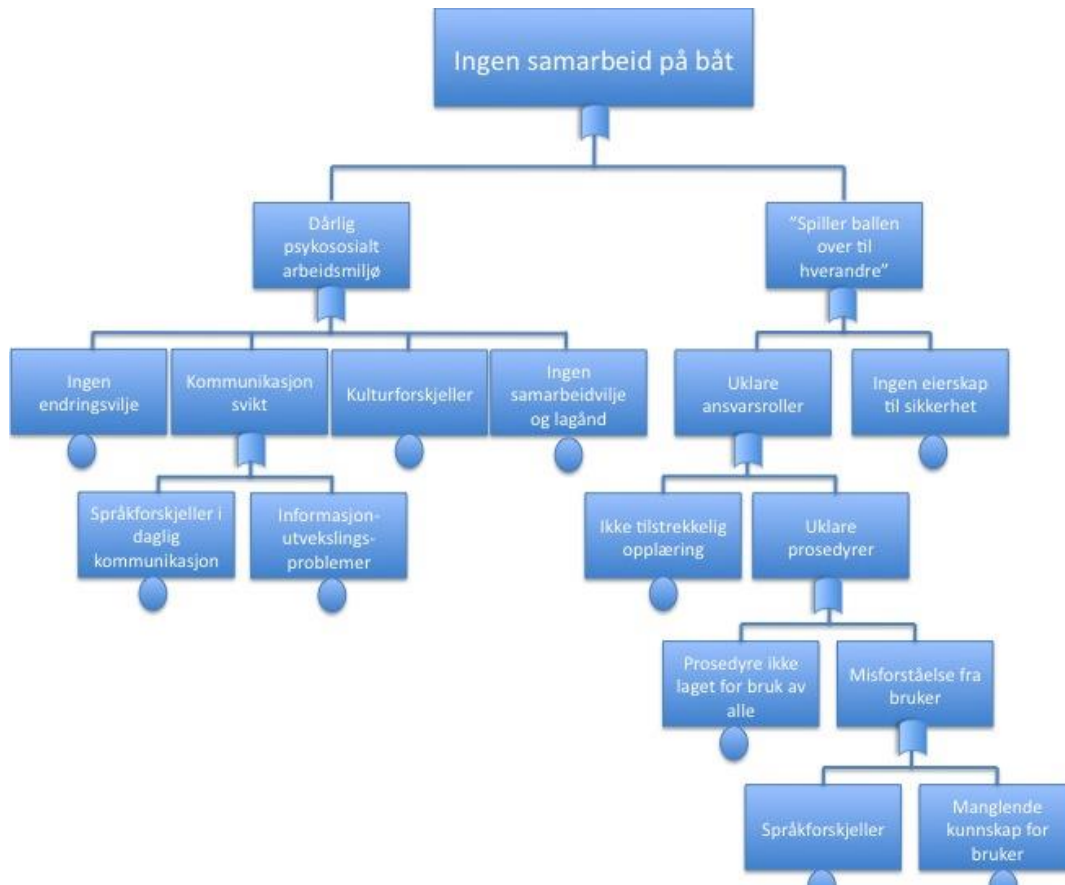 Ingen samarbeid på båt
Dårlig
psykososialt
arbeidsmiljø
"Spiller ballen
over til
hverandre"
Ingen
endringsvilje
Kommunikasjon
svikt
Kulturforskjeller
Ingen
samarbeidvilje
og lagånd
Uklare
ansvarsroller
Ingen eierskap
til sikkerhet
Språkforskjeller i
daglig
kommunikasjon
Informasjon-
utvekslings-
problemer
Ikke tilstrekkelig
opplæring
Uklare
prosedyrer
Prosedyre ikke
laget for bruk av
alle
Misforståelse fra
bruker
Språkforskjeller
Manglende
kunnskap for
bruker